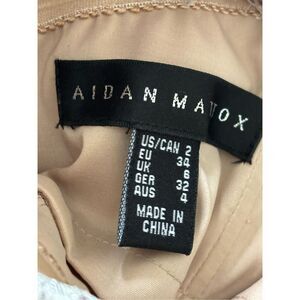 AIDAN MATTOX
US/CAN 2
EU 34
UK 6
GER 32
AUS 4
MADE IN
CHINA